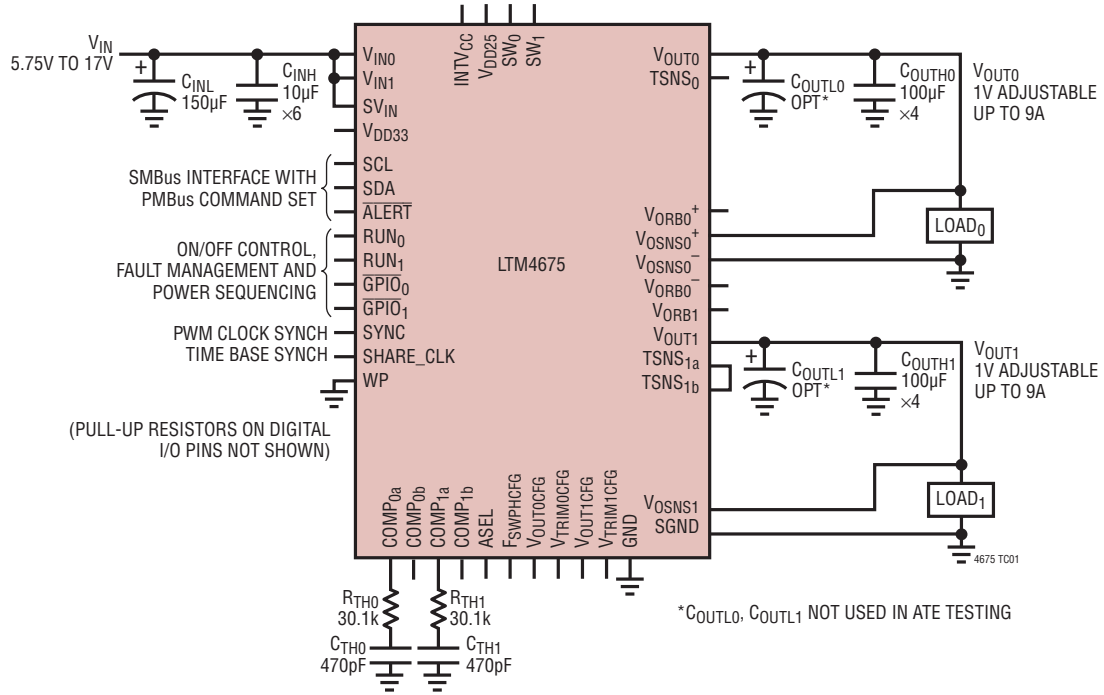 INTVCC
VDD25
SW0
SW1
VIN
5.75V TO 17V
+
CINL
150µF
CINH
10µF
×6
VIN0
VIN1
SVIN
VDD33
SCL
SDA
ALERT
RUN0
RUN1
GPIO0
GPIO1
SYNC
SHARE_CLK
WP
SMBus INTERFACE WITH
PMBus COMMAND SET
ON/OFF CONTROL,
FAULT MANAGEMENT AND
POWER SEQUENCING
PWM CLOCK SYNCH
TIME BASE SYNCH
(PULL-UP RESISTORS ON DIGITAL
I/O PINS NOT SHOWN)
LTM4675
VOUT0
TSNS0
VORB0+
VOSNS0+
VOSNS0–
VORB0–
VORB1
VOUT1
TSNS1a
TSNS1b
VOSNS1
SGND
+
COUTL0
OPT*
COUTH0
100µF
×4
VOUT0
1V ADJUSTABLE
UP TO 9A
LOAD0
+
COUTL1
OPT*
COUTH1
100µF
×4
VOUT1
1V ADJUSTABLE
UP TO 9A
LOAD1
4675 TC01
COMP0a
COMP0b
COMP1a
COMP1b
ASEL
FSWPHCFG
VOUT0CFG
VTRIM0CFG
VOUT1CFG
VTRIM1CFG
GND
RTH0
30.1k
RTH1
30.1k
CTH0
470pF
CTH1
470pF
*COUTL0, COUTL1 NOT USED IN ATE TESTING